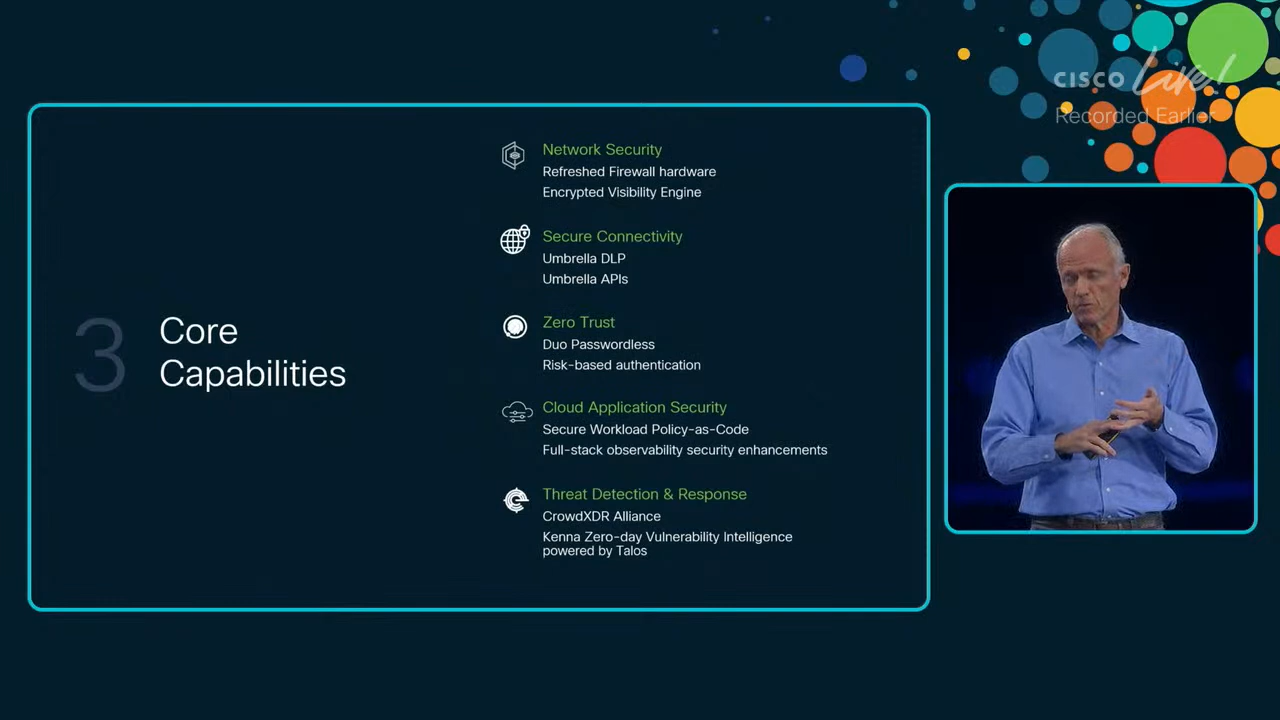 CISCO Live!
Recorded Earlier
3
Core
Capabilities
Network Security
Refreshed Firewall hardware
Encrypted Visibility Engine
Secure Connectivity
Umbrella DLP
Umbrella APIs
Zero Trust
Duo Passwordless
Risk-based authentication
Cloud Application Security
Secure Workload Policy-as-Code
Full-stack observability security enhancements
Threat Detection & Response
CrowdXDR Alliance
Kenna Zero-day Vulnerability Intelligence
powered by Talos